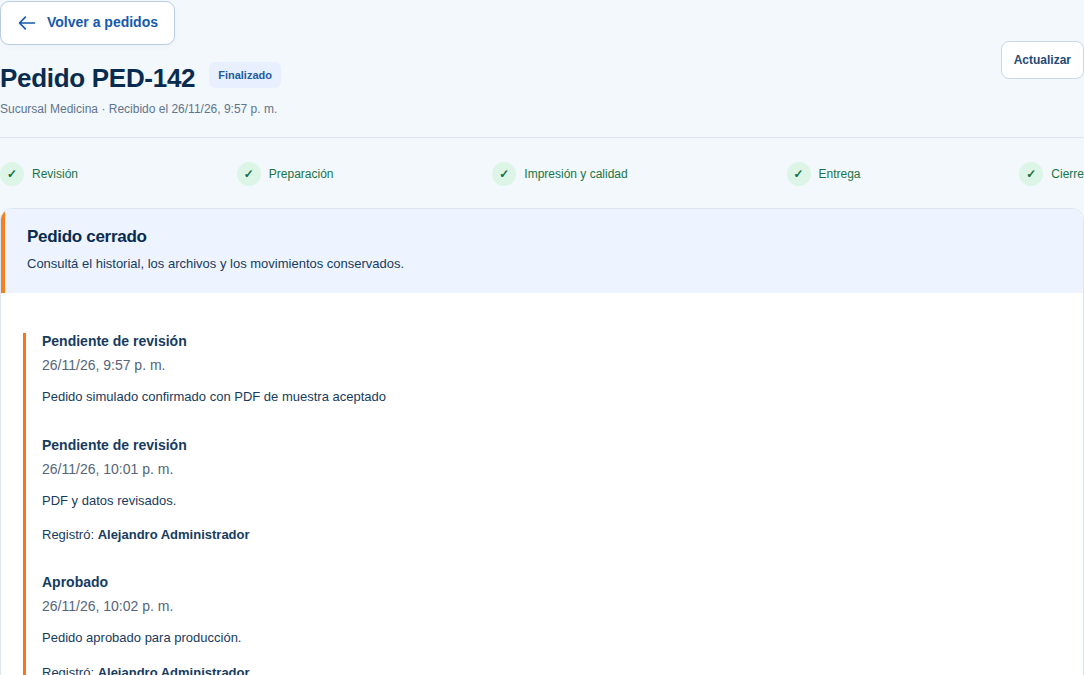 Volver a pedidos
Actualizar
Pedido PED-142 Finalizado
Sucursal Medicina · Recibido el 26/11/26, 9:57 p. m.
✓ Revisión ✓ Preparación ✓ Impresión y calidad ✓ Entrega ✓ Cierre
Pedido cerrado
Consultá el historial, los archivos y los movimientos conservados.
Pendiente de revisión
26/11/26, 9:57 p. m.
Pedido simulado confirmado con PDF de muestra aceptado
Pendiente de revisión
26/11/26, 10:01 p. m.
PDF y datos revisados.
Registró: Alejandro Administrador
Aprobado
26/11/26, 10:02 p. m.
Pedido aprobado para producción.
Registró: Alejandro Administrador